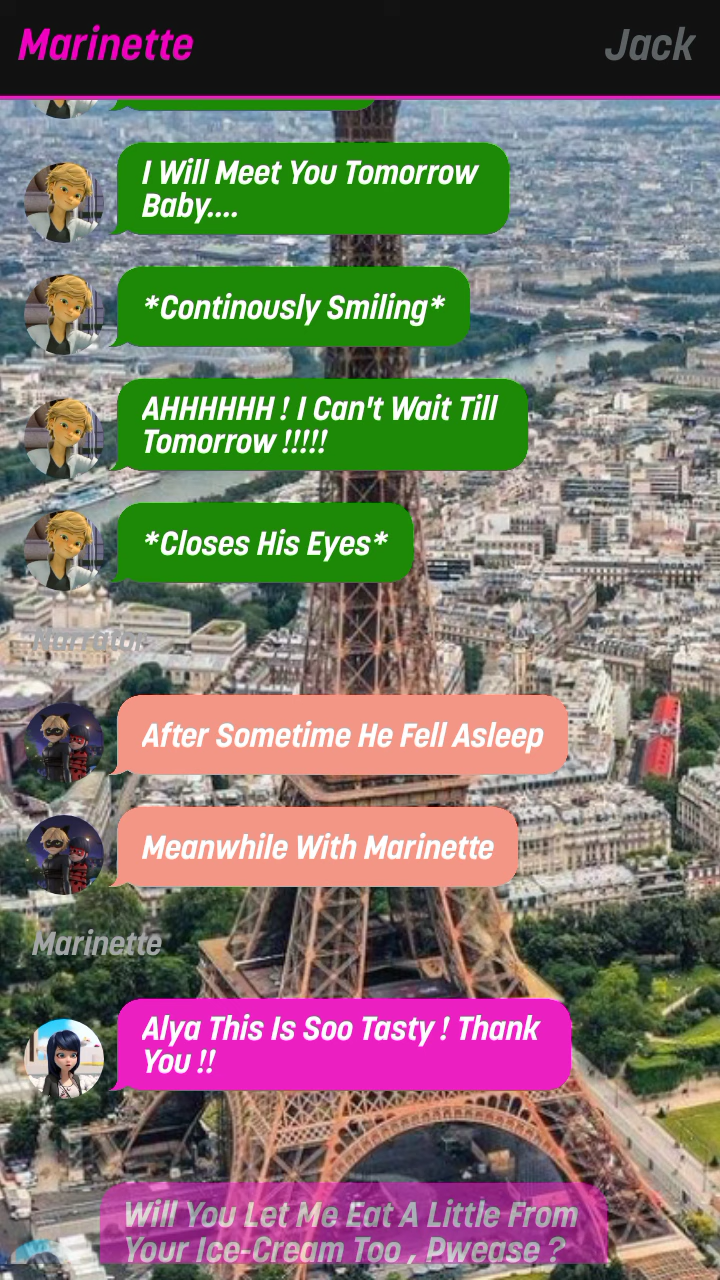 Marinette
Jack
I Will Meet You Tomorrow
Baby....
*Continously Smiling*
AHHHHHH ! I Can't Wait Till
Tomorrow !!!!!
*Closes His Eyes*
After Sometime He Fell Asleep
Meanwhile With Marinette
Marinette
Alya This Is Soo Tasty ! Thank
You !!
Will You Let Me Eat A Little From
Your Ice-Cream Too , Pwease ?